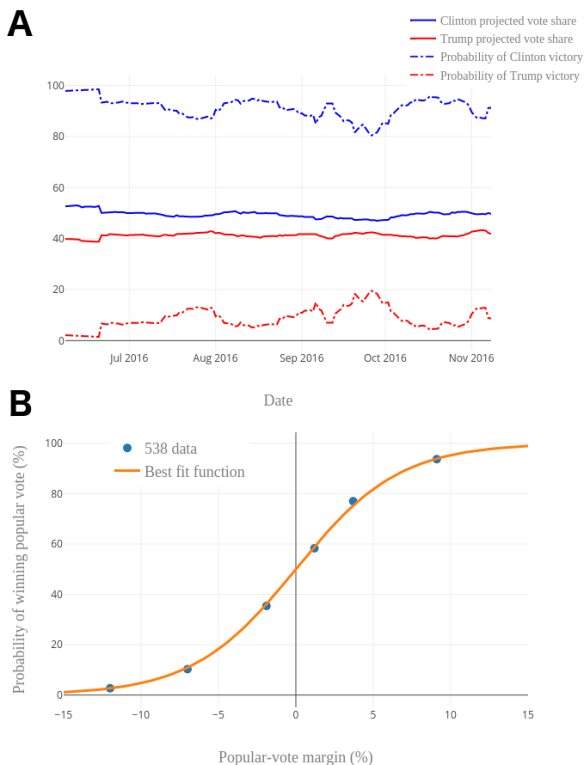 A
Clinton projected vote share
Trump projected vote share
Probability of Clinton victory
Probability of Trump victory
100
80
60
40
20
0
Jul 2016 Aug 2016 Sep 2016 Oct 2016 Nov 2016
Date
B
Probability of winning popular vote (%)
538 data
Best fit function
100
80
60
40
20
0
−15 −10 −5 0 5 10 15
Popular-vote margin (%)